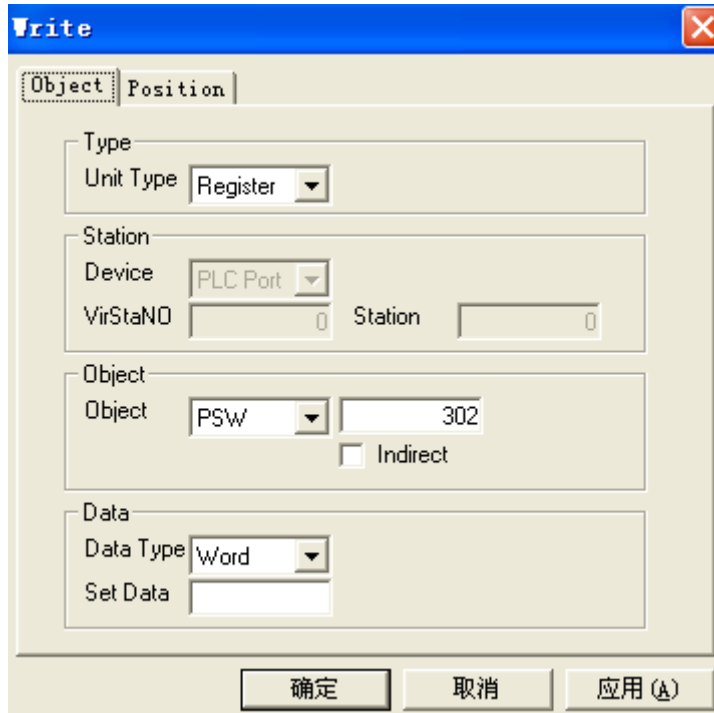 Write
Object Position
Type
Unit Type Register
Station
Device PLC Port
VirStaNO 0 Station 0
Object
Object PSW 302
Indirect
Data
Data Type Word
Set Data
确定 取消 应用(A)